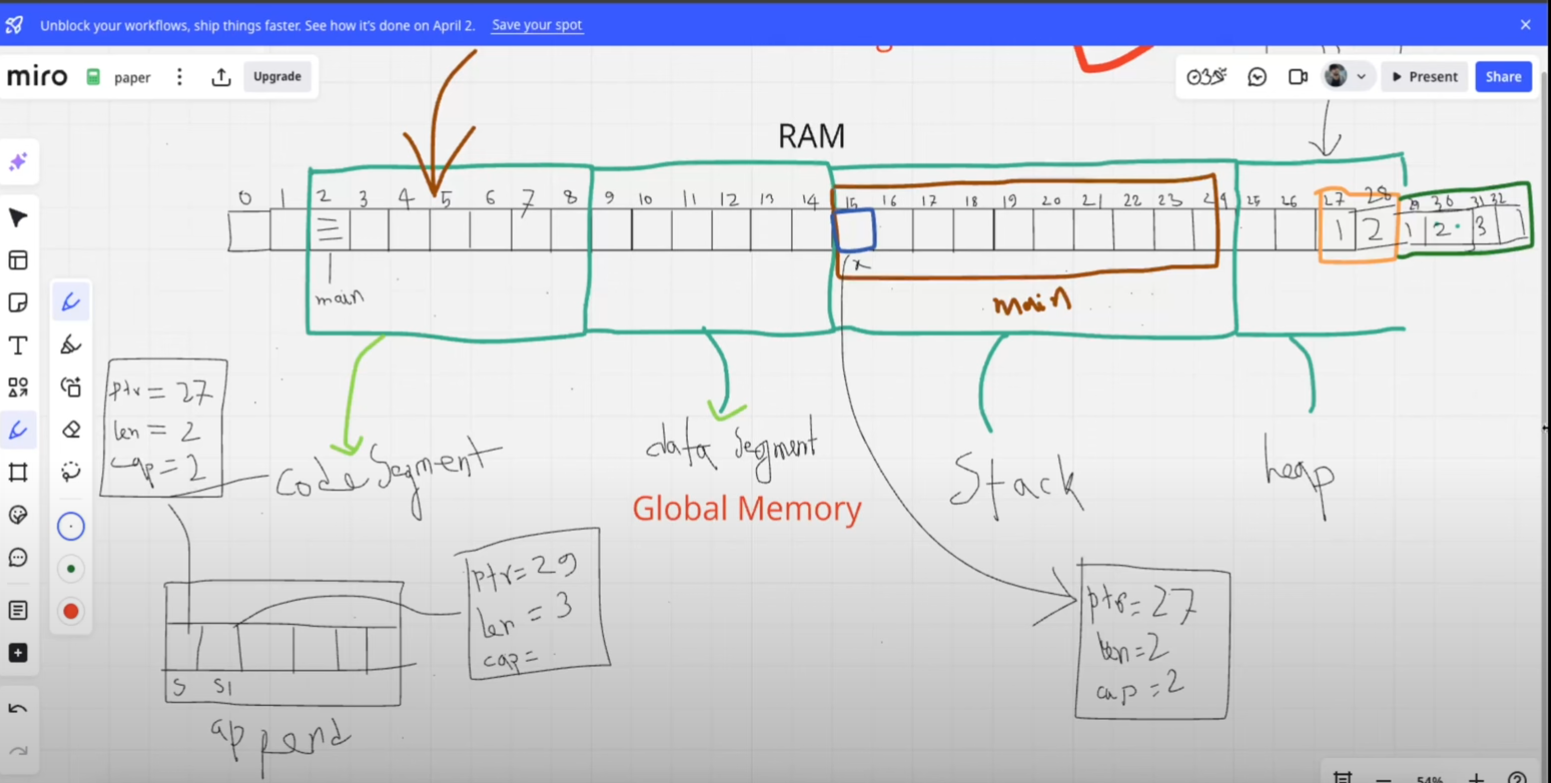 Unblock your workflows, ship things faster. See how it's done on April 2. Save your spot
miro paper Upgrade
Present Share
RAM
0 1 2 3 4 5 6 7 8 9 10 11 12 13 14 15 16 17 18 19 20 21 22 23 24 25 26 27 28 29 30 31 32
1 2 1 2 3
x
main
main
ptr = 27
len = 2
cap = 2
Code Segment
data Segment
Global Memory
Stack
heap
ptr = 29
len = 3
cap =
ptr = 27
len = 2
cap = 2
S S1
append
54%